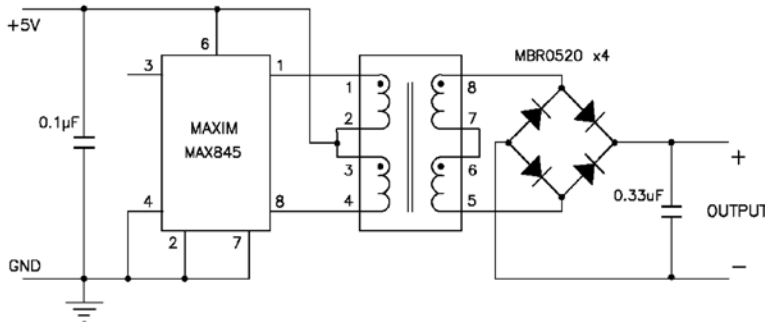 +5V
6
MBR0520 x4
3
1
1
8
0.1µF
MAXIM
MAX845
2
7
3
6
+
4
8
4
5
0.33uF
OUTPUT
2
7
GND
−